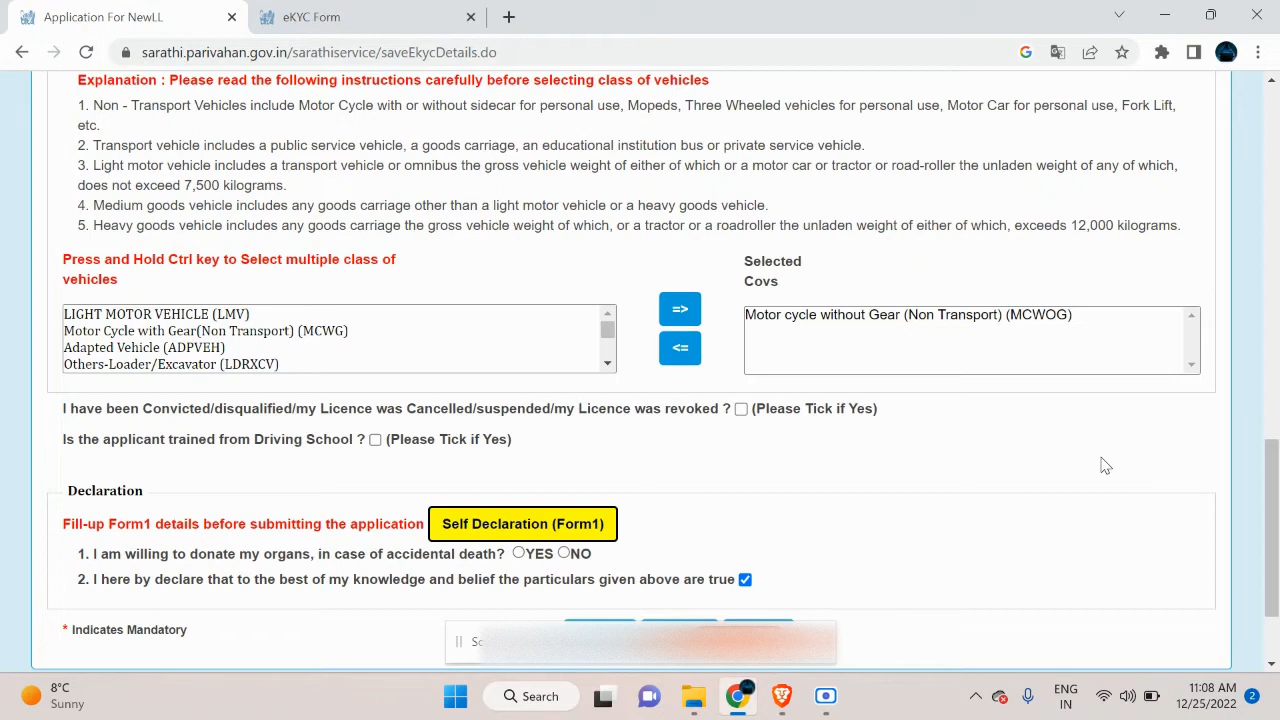 Application For NewLL
eKYC Form
sarathi.parivahan.gov.in/sarathiservice/saveEkycDetails.do
Explanation : Please read the following instructions carefully before selecting class of vehicles
1. Non - Transport Vehicles include Motor Cycle with or without sidecar for personal use, Mopeds, Three Wheeled vehicles for personal use, Motor Car for personal use, Fork Lift,
etc.
2. Transport vehicle includes a public service vehicle, a goods carriage, an educational institution bus or private service vehicle.
3. Light motor vehicle includes a transport vehicle or omnibus the gross vehicle weight of either of which or a motor car or tractor or road-roller the unladen weight of any of which,
does not exceed 7,500 kilograms.
4. Medium goods vehicle includes any goods carriage other than a light motor vehicle or a heavy goods vehicle.
5. Heavy goods vehicle includes any goods carriage the gross vehicle weight of which, or a tractor or a roadroller the unladen weight of either of which, exceeds 12,000 kilograms.
Press and Hold Ctrl key to Select multiple class of
vehicles
Selected
Covs
LIGHT MOTOR VEHICLE (LMV)
Motor Cycle with Gear(Non Transport) (MCWG)
Adapted Vehicle (ADPVEH)
Others-Loader/Excavator (LDRXCV)
=>
<=
Motor cycle without Gear (Non Transport) (MCWOG)
I have been Convicted/disqualified/my Licence was Cancelled/suspended/my Licence was revoked ? (Please Tick if Yes)
Is the applicant trained from Driving School ? (Please Tick if Yes)
Declaration
Fill-up Form1 details before submitting the application Self Declaration (Form1)
1. I am willing to donate my organs, in case of accidental death? YES NO
2. I here by declare that to the best of my knowledge and belief the particulars given above are true
* Indicates Mandatory
8°C
Sunny
Search
ENG
IN
11:08 AM
12/25/2022
2